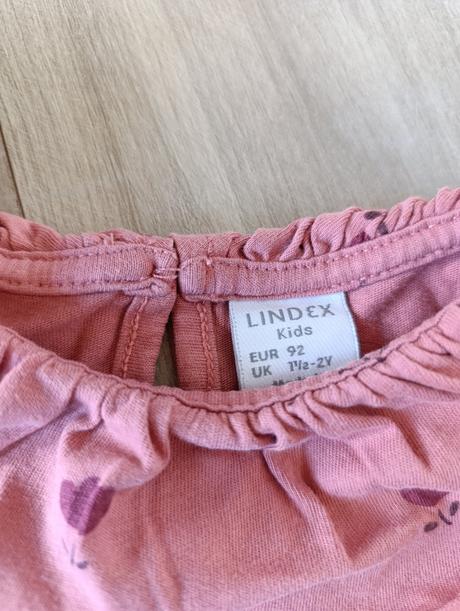 LINDEX
Kids
EUR 92
UK 1½-2Y